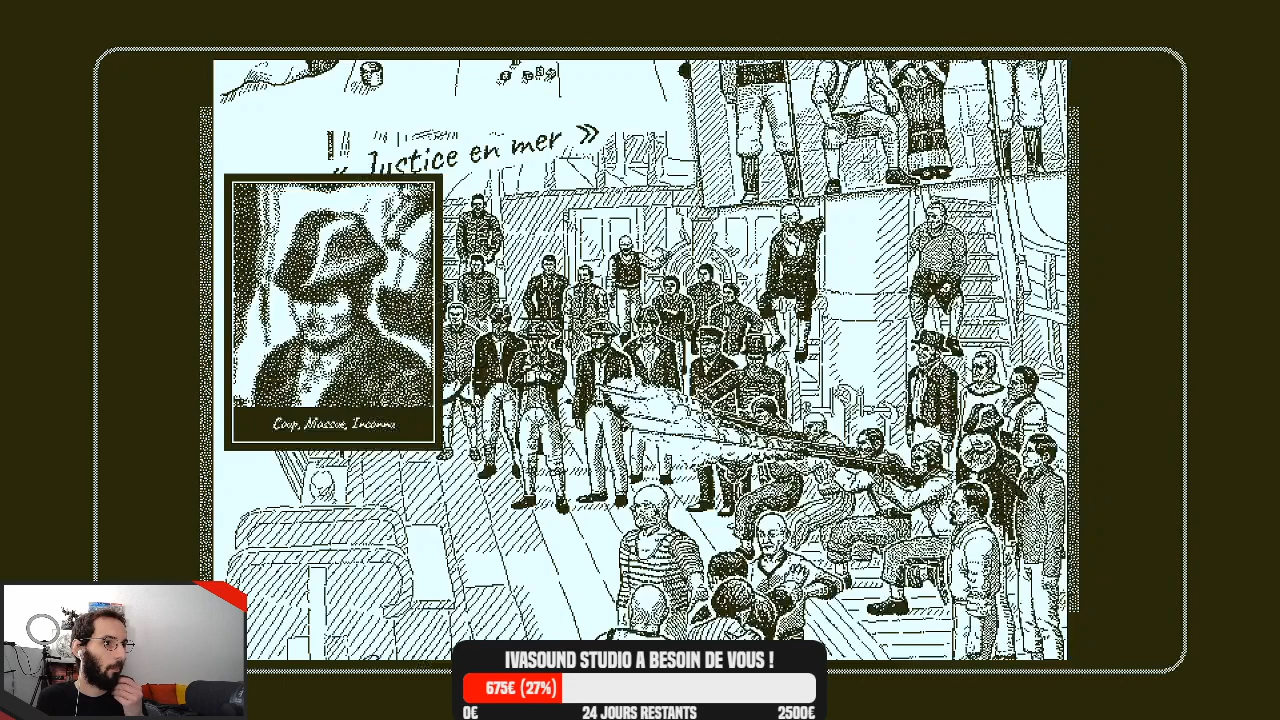 « Justice en mer »
Coup, Massue, Inconnu
IVASOUND STUDIO A BESOIN DE VOUS !
675€ (27%)
0€ 24 JOURS RESTANTS 2500€